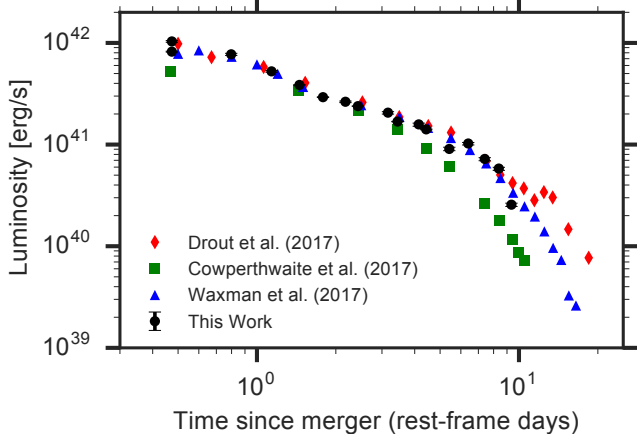 10^42
10^41
10^40
10^39
Luminosity [erg/s]
Drout et al. (2017)
Cowperthwaite et al. (2017)
Waxman et al. (2017)
This Work
10^0
10^1
Time since merger (rest-frame days)